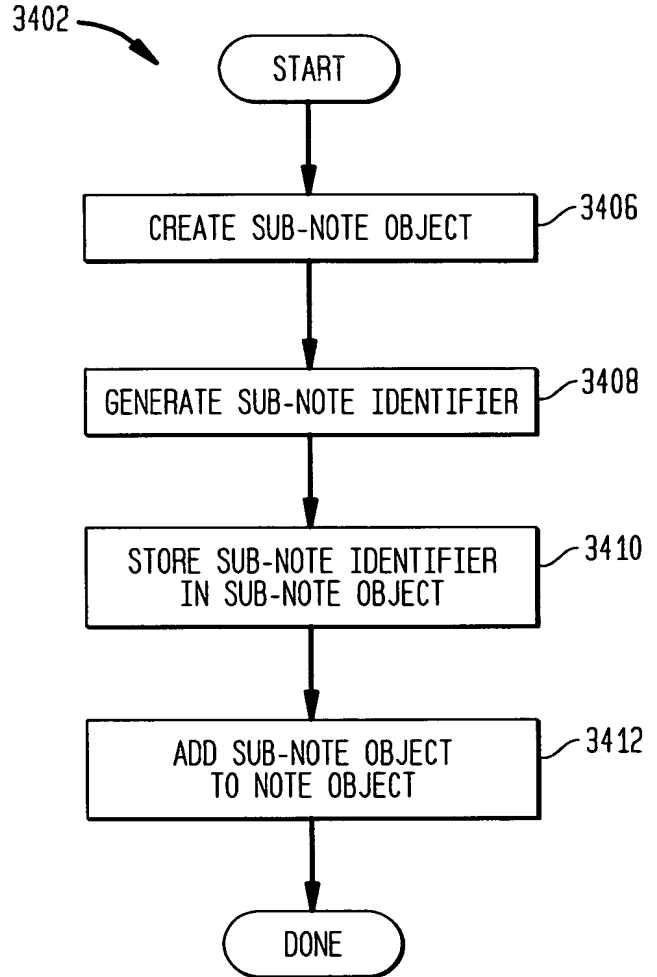 3402
START
CREATE SUB-NOTE OBJECT
3406
GENERATE SUB-NOTE IDENTIFIER
3408
STORE SUB-NOTE IDENTIFIER
IN SUB-NOTE OBJECT
3410
ADD SUB-NOTE OBJECT
TO NOTE OBJECT
3412
DONE